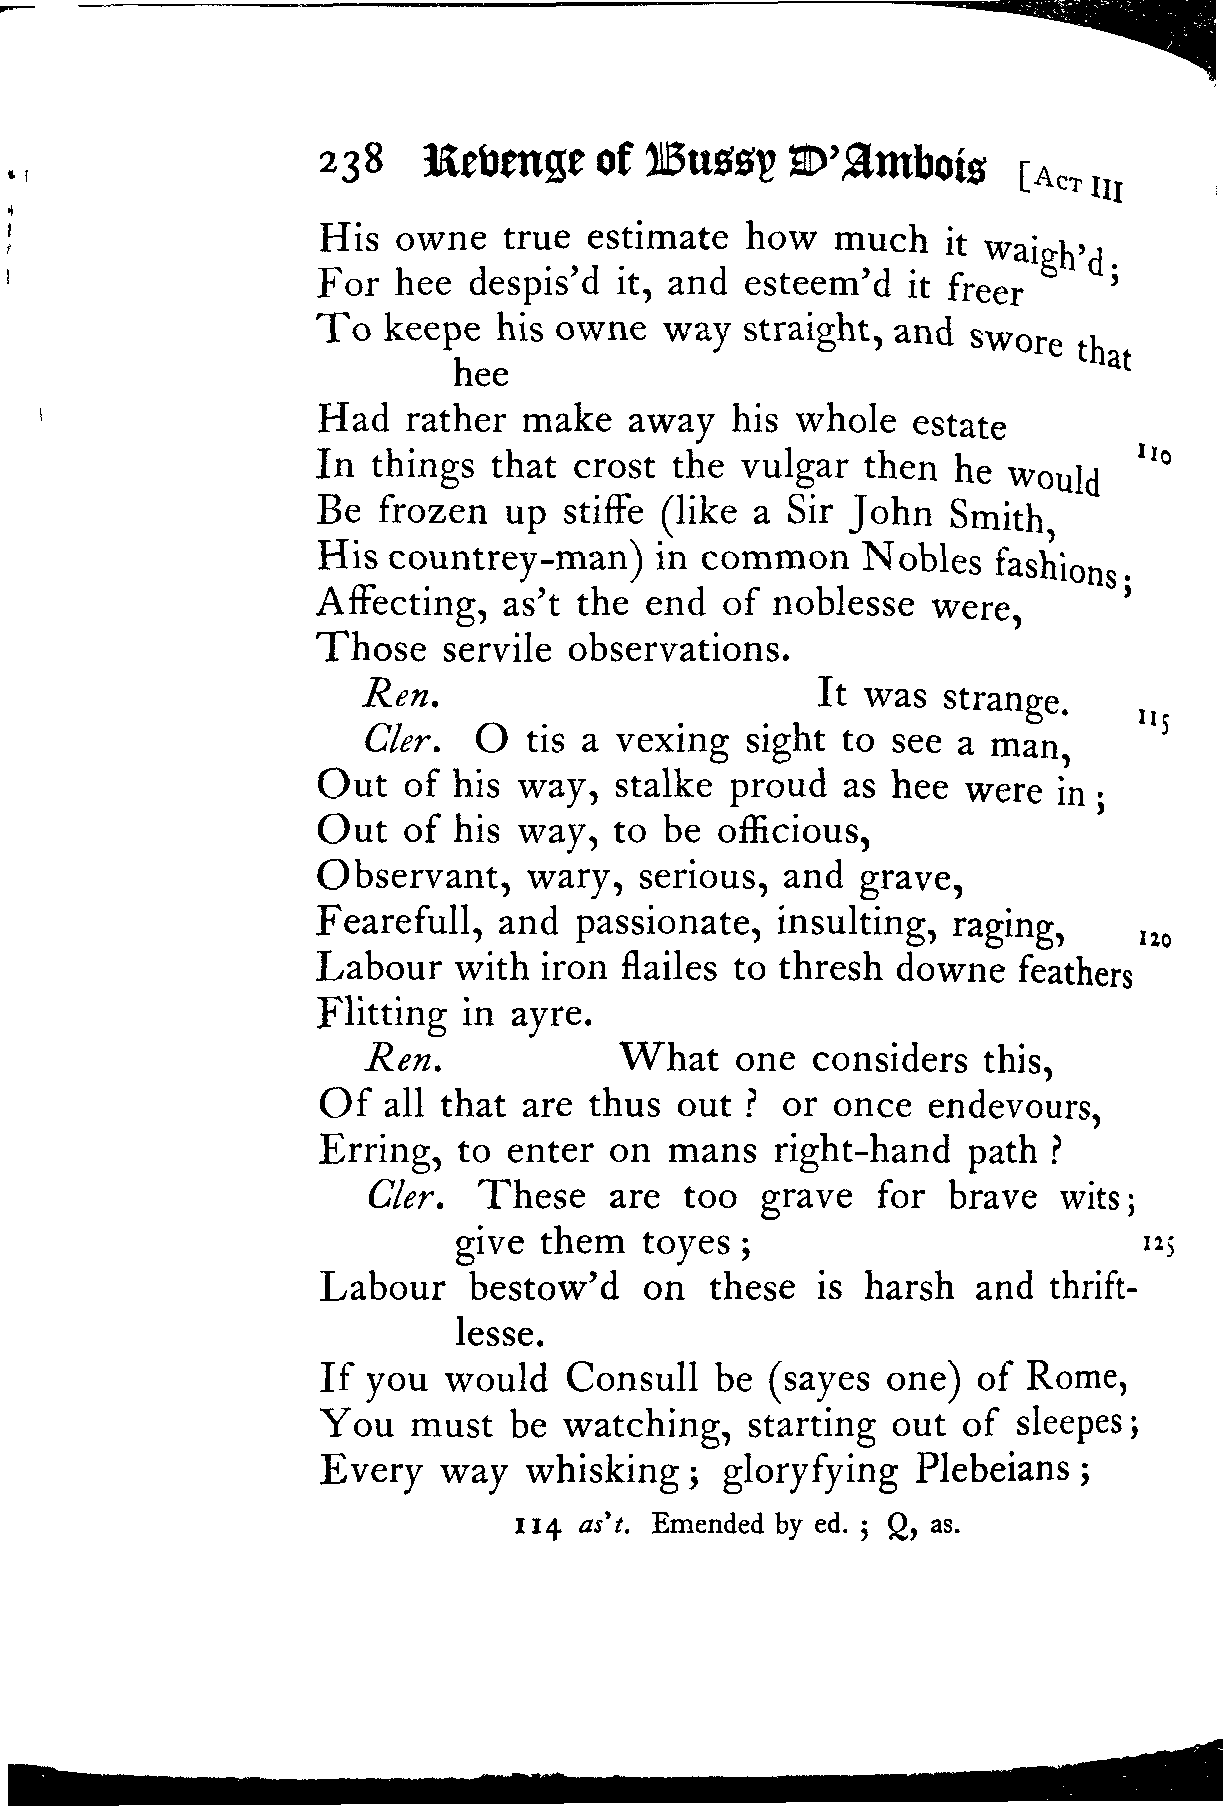 238 Revenge of Bussy D'Ambois [ACT III
His owne true estimate how much it waigh'd;
For hee despis'd it, and esteem'd it freer
To keepe his owne way straight, and swore that
hee
Had rather make away his whole estate
In things that crost the vulgar then he would 110
Be frozen up stiffe (like a Sir John Smith,
His countrey-man) in common Nobles fashions;
Affecting, as't the end of noblesse were,
Those servile observations.
Ren. It was strange. 115
Cler. O tis a vexing sight to see a man,
Out of his way, stalke proud as hee were in;
Out of his way, to be officious,
Observant, wary, serious, and grave,
Fearefull, and passionate, insulting, raging, 120
Labour with iron flailes to thresh downe feathers
Flitting in ayre.
Ren. What one considers this,
Of all that are thus out? or once endevours,
Erring, to enter on mans right-hand path?
Cler. These are too grave for brave wits;
give them toyes; 125
Labour bestow'd on these is harsh and thrift-
lesse.
If you would Consull be (sayes one) of Rome,
You must be watching, starting out of sleepes;
Every way whisking; gloryfying Plebeians;
114 as't. Emended by ed.; Q, as.